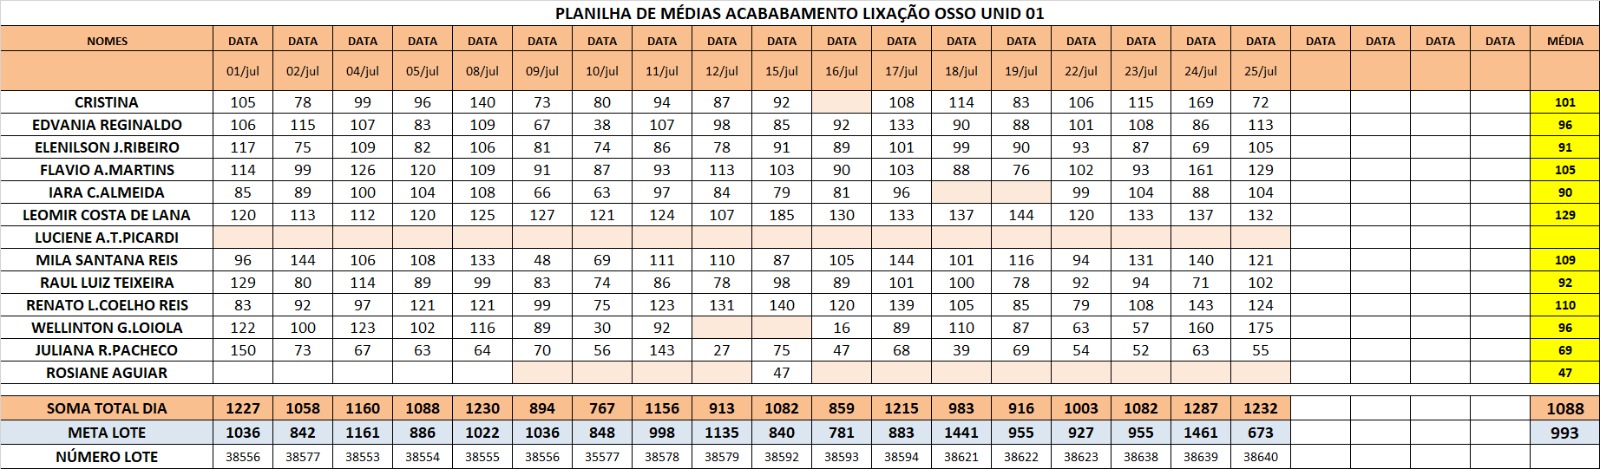 PLANILHA DE MÉDIAS ACABABAMENTO LIXAÇÃO OSSO UNID 01
NOMES DATA DATA DATA DATA DATA DATA DATA DATA DATA DATA DATA DATA DATA DATA DATA DATA DATA DATA DATA DATA DATA DATA MÉDIA
01/jul 02/jul 04/jul 05/jul 08/jul 09/jul 10/jul 11/jul 12/jul 15/jul 16/jul 17/jul 18/jul 19/jul 22/jul 23/jul 24/jul 25/jul
CRISTINA 105 78 99 96 140 73 80 94 87 92 108 114 83 106 115 169 72 101
EDVANIA REGINALDO 106 115 107 83 109 67 38 107 98 85 92 133 90 88 101 108 86 113 96
ELENILSON J.RIBEIRO 117 75 109 82 106 81 74 86 78 91 89 101 99 90 93 87 69 105 91
FLAVIO A.MARTINS 114 99 126 120 109 91 87 93 113 103 90 103 88 76 102 93 161 129 105
IARA C.ALMEIDA 85 89 100 104 108 66 63 97 84 79 81 96 99 104 88 104 90
LEOMIR COSTA DE LANA 120 113 112 120 125 127 121 124 107 185 130 133 137 144 120 133 137 132 129
LUCIENE A.T.PICARDI
MILA SANTANA REIS 96 144 106 108 133 48 69 111 110 87 105 144 101 116 94 131 140 121 109
RAUL LUIZ TEIXEIRA 129 80 114 89 99 83 74 86 78 98 89 101 100 78 92 94 71 102 92
RENATO L.COELHO REIS 83 92 97 121 121 99 75 123 131 140 120 139 105 85 79 108 143 124 110
WELLINTON G.LOIOLA 122 100 123 102 116 89 30 92 16 89 110 87 63 57 160 175 96
JULIANA R.PACHECO 150 73 67 63 64 70 56 143 27 75 47 68 39 69 54 52 63 55 69
ROSIANE AGUIAR 47 47
SOMA TOTAL DIA 1227 1058 1160 1088 1230 894 767 1156 913 1082 859 1215 983 916 1003 1082 1287 1232 1088
META LOTE 1036 842 1161 886 1022 1036 848 998 1135 840 781 883 1441 955 927 955 1461 673 993
NÚMERO LOTE 38556 38577 38553 38554 38555 38556 35577 38578 38579 38592 38593 38594 38621 38622 38623 38638 38639 38640